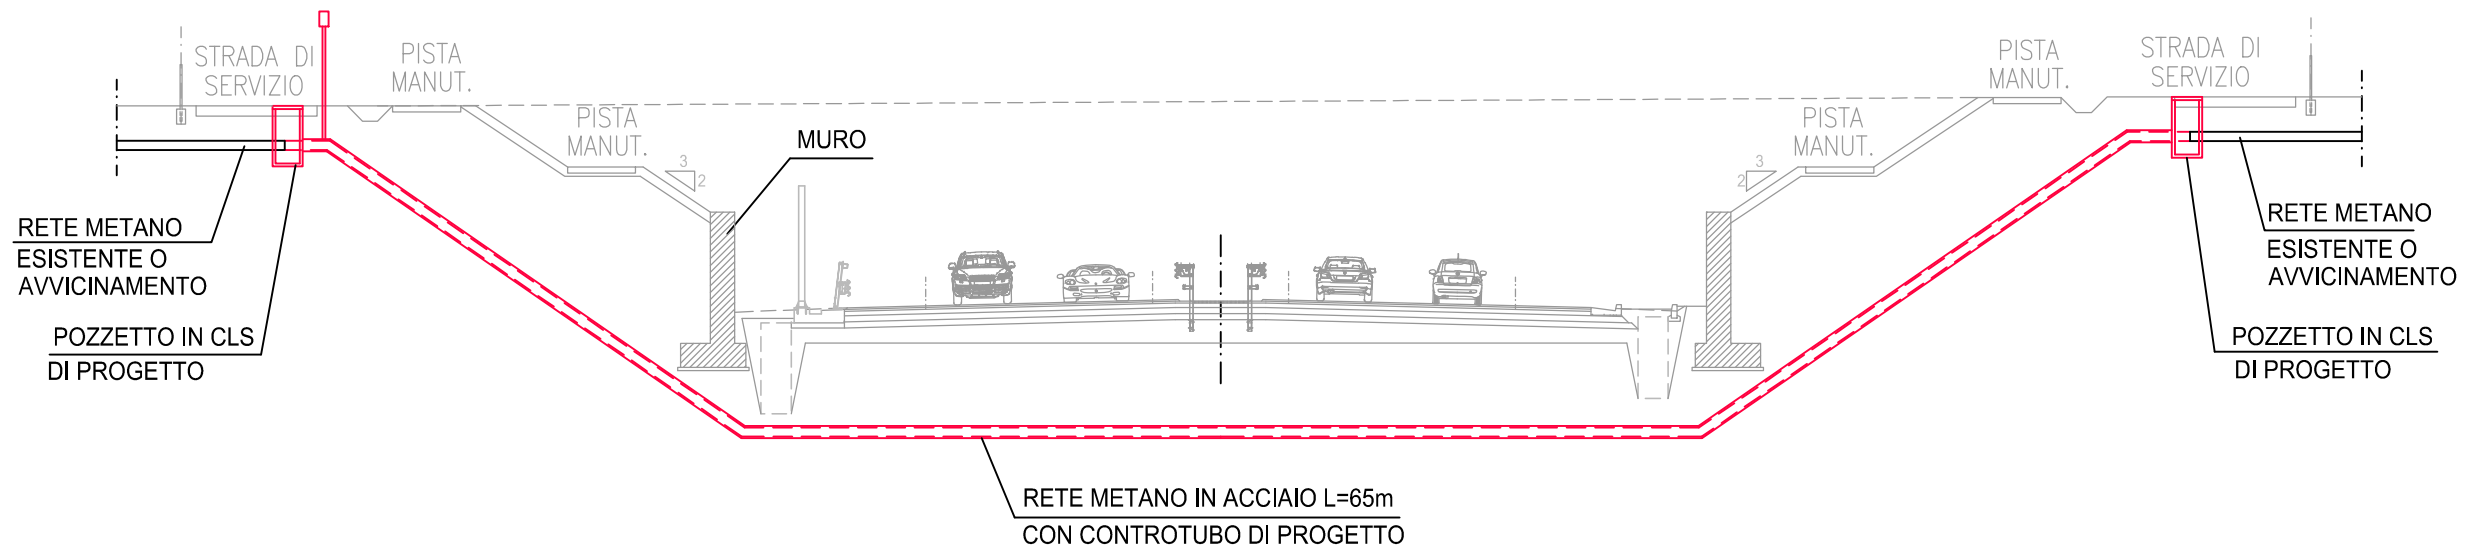 STRADA DI
SERVIZIO
PISTA
MANUT.
PISTA
MANUT.
3
2
MURO
PISTA
MANUT.
STRADA DI
SERVIZIO
PISTA
MANUT.
3
2
RETE METANO
ESISTENTE O
AVVICINAMENTO
POZZETTO IN CLS
DI PROGETTO
RETE METANO
ESISTENTE O
AVVICINAMENTO
POZZETTO IN CLS
DI PROGETTO
RETE METANO IN ACCIAIO L=65m
CON CONTROTUBO DI PROGETTO